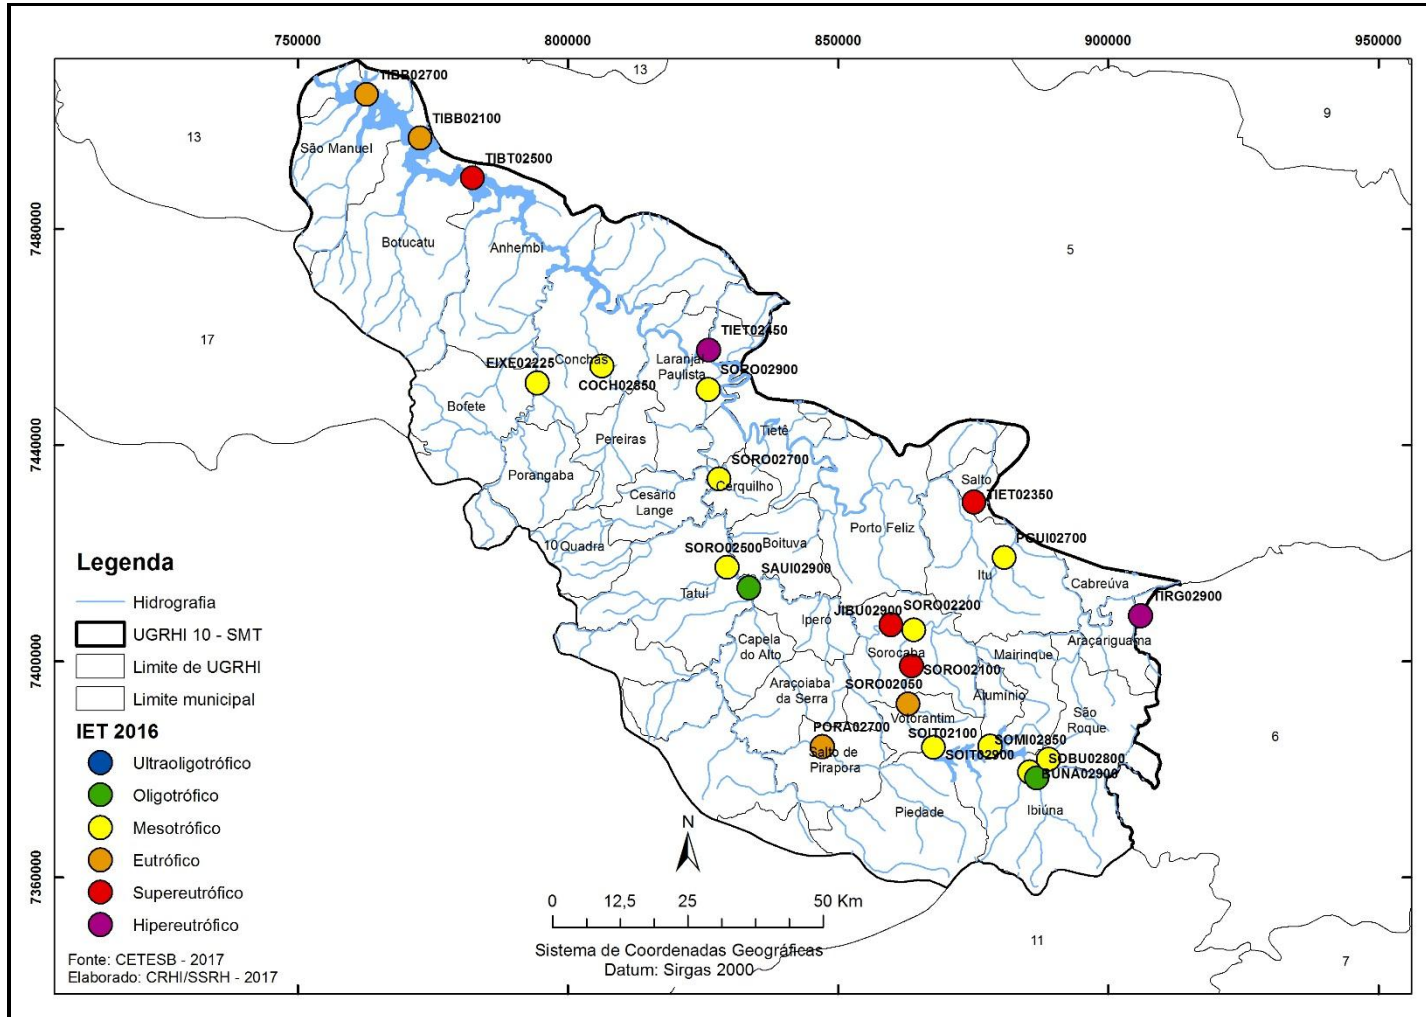 750000
800000
850000
900000
950000
13
TIBB02700
9
TIBB02100
13
São Manuel
TIBT02500
7480000
Botucatu
Anhembi
5
17
TIET02450
EIXE02225
Conchas
Laranjal
Paulista
SORO02900
COCH02850
Bofete
7440000
Pereiras
Tietê
SORO02700
Porangaba
Cerquilho
Salto
TIET02350
Cesário
Lange
Porto Feliz
PGUI02700
10
Quadra
SORO02500
Boituva
SAUI02900
Itu
Cabreúva
Tatuí
TIRG02900
JIBU02900
SORO02200
Iperó
Araçariguama
Capela
do Alto
Sorocaba
Mairinque
7400000
SORO02100
Araçoiaba
da Serra
SORO02050
Alumínio
São
Roque
Votorantim
PORA02700
SOIT02100
SOMI02850
Salto de
Pirapora
SOIT02900
SOBU02800
BUNA02900
6
Piedade
Ibiúna
7360000
11
7
Legenda
Hidrografia
UGRHI 10 - SMT
Limite de UGRHI
Limite municipal
IET 2016
Ultraoligotrófico
Oligotrófico
Mesotrófico
Eutrófico
Supereutrófico
Hipereutrófico
Fonte: CETESB - 2017
Elaborado: CRHI/SSRH - 2017
N
0 12,5 25 50 Km
Sistema de Coordenadas Geográficas
Datum: Sirgas 2000